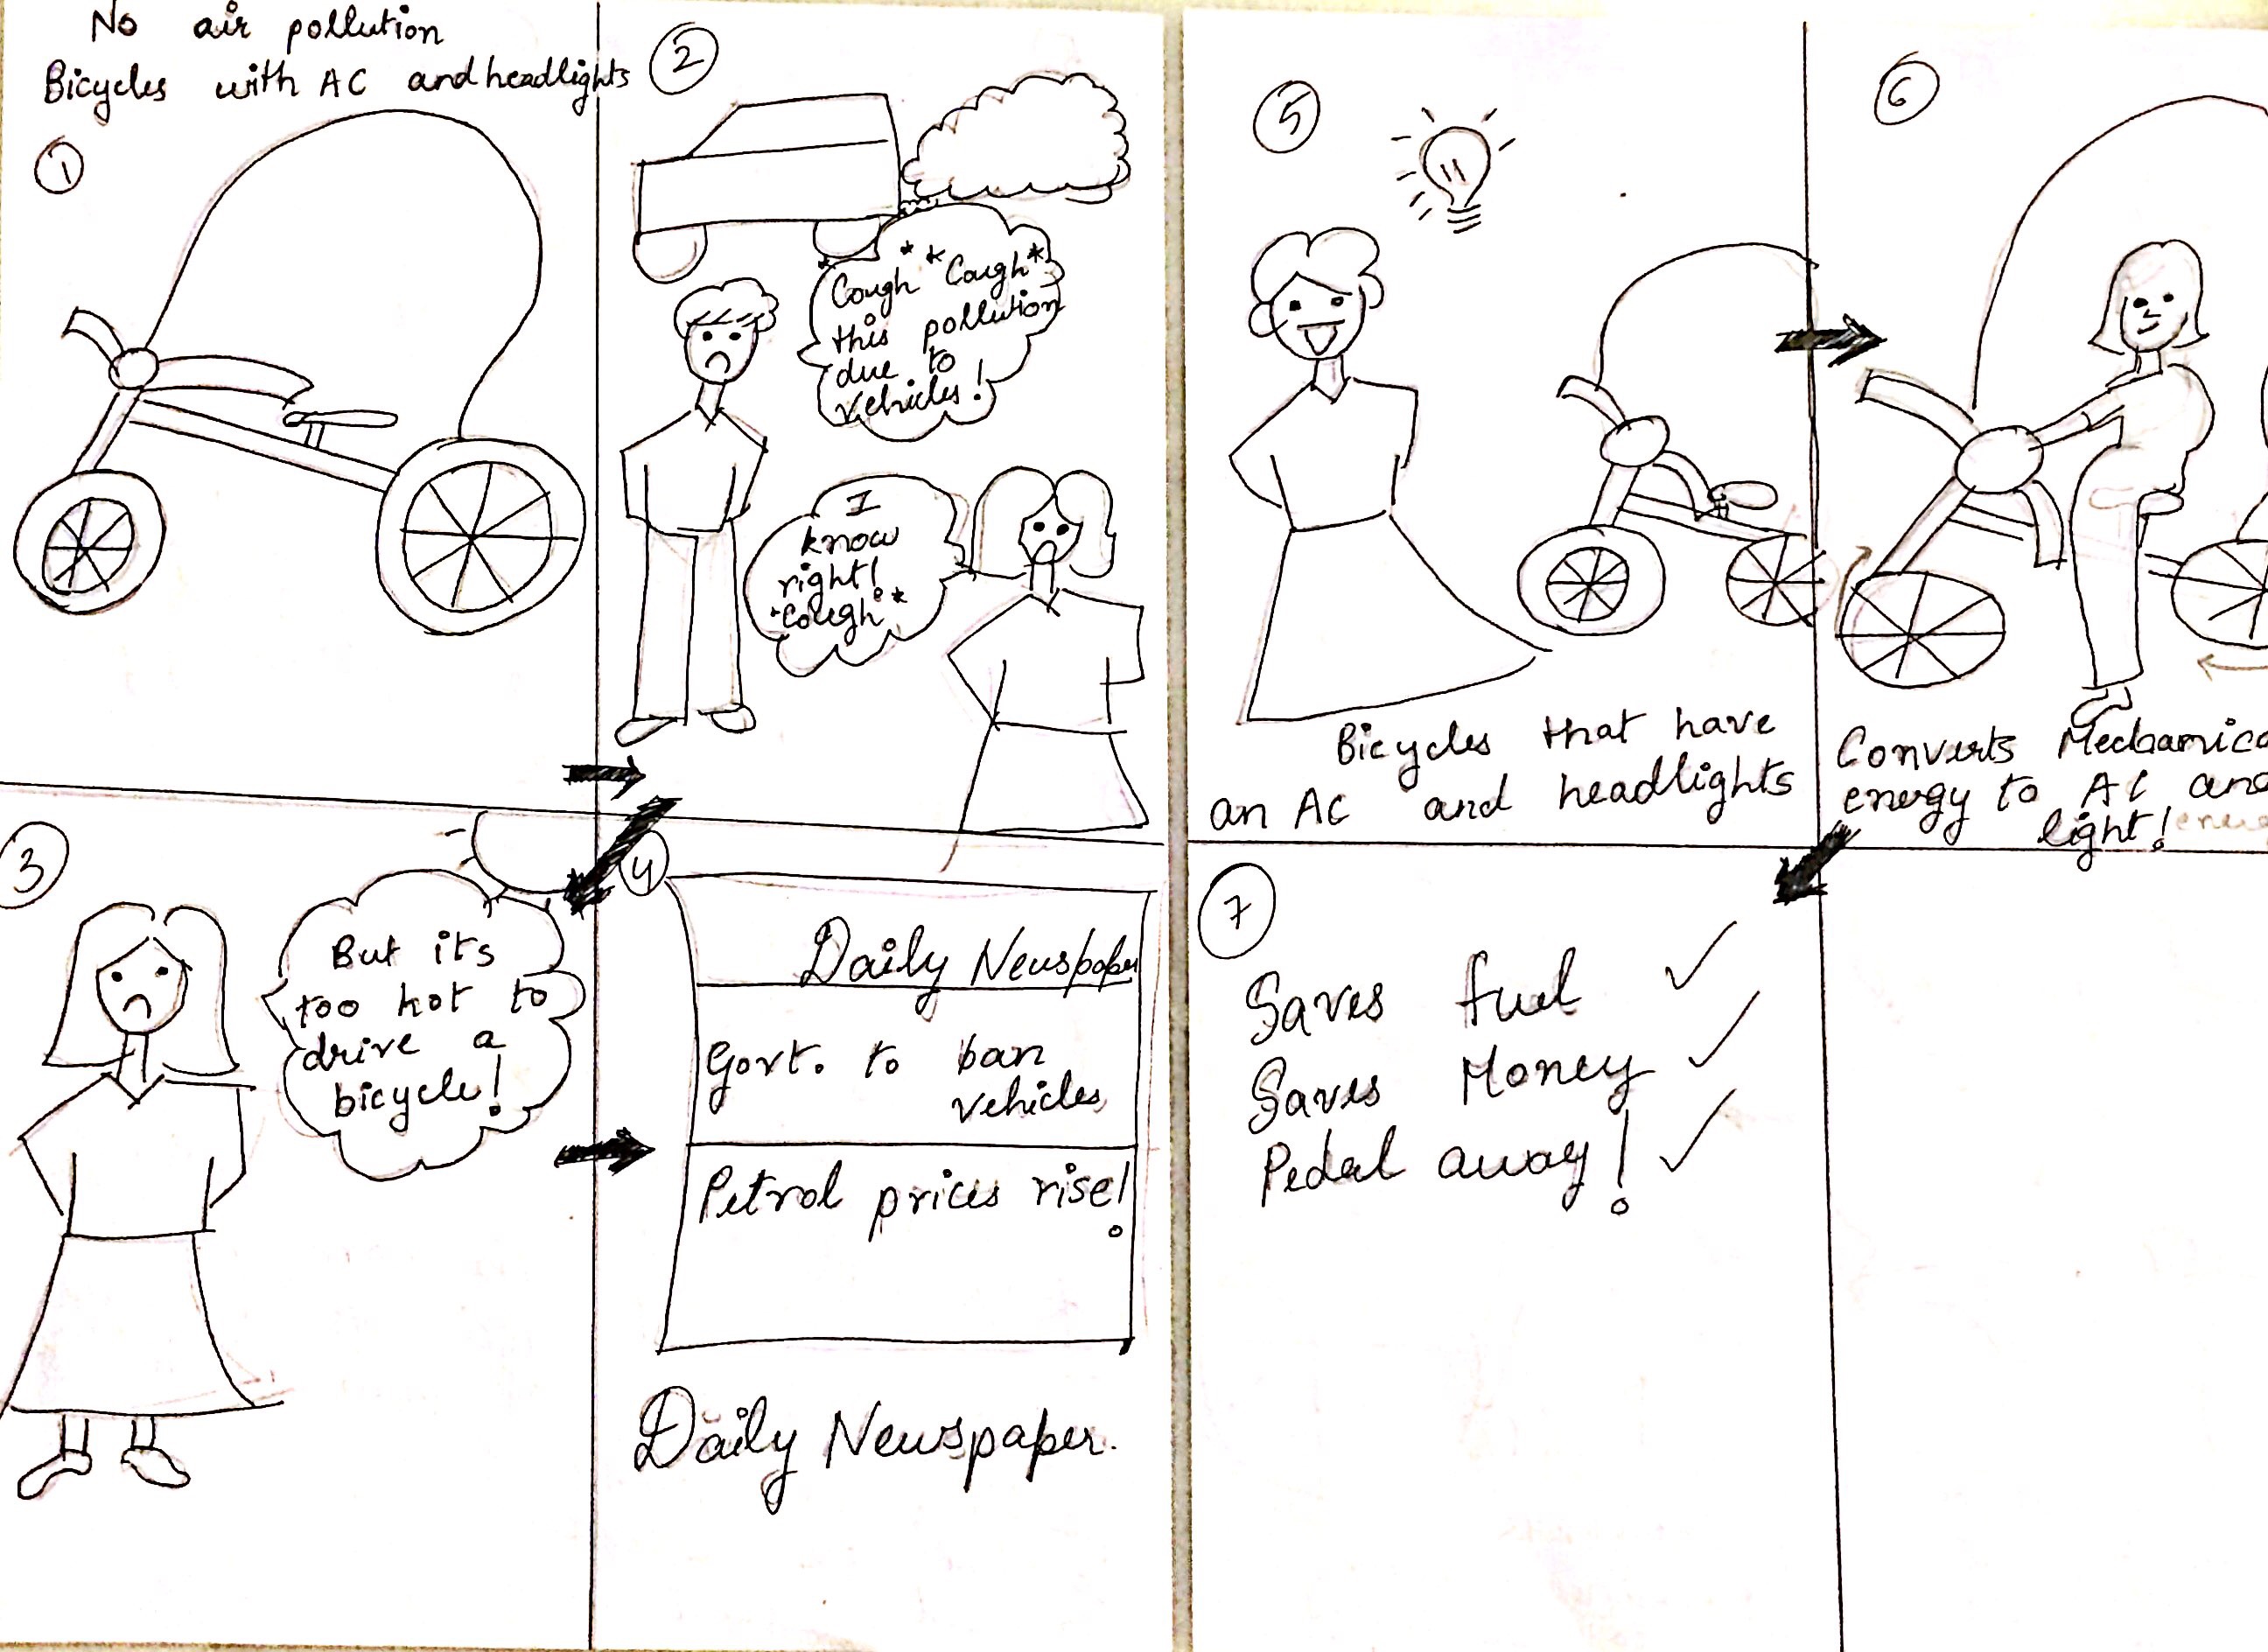 No air pollution
Bicycles with AC and headlights
1
2
*Cough* *Cough*
this pollution
due to
vehicles!
I
know
right!
*Cough*
3
But its
too hot to
drive a
bicycle!
4
Daily Newspaper
Govt. to ban
vehicles
Petrol prices rise!
Daily Newspaper.
5
Bicycles that have
an AC and headlights
6
Converts Mechanica
energy to AC and
light!
7
Saves fuel ✓
Saves Money ✓
Pedal away! ✓